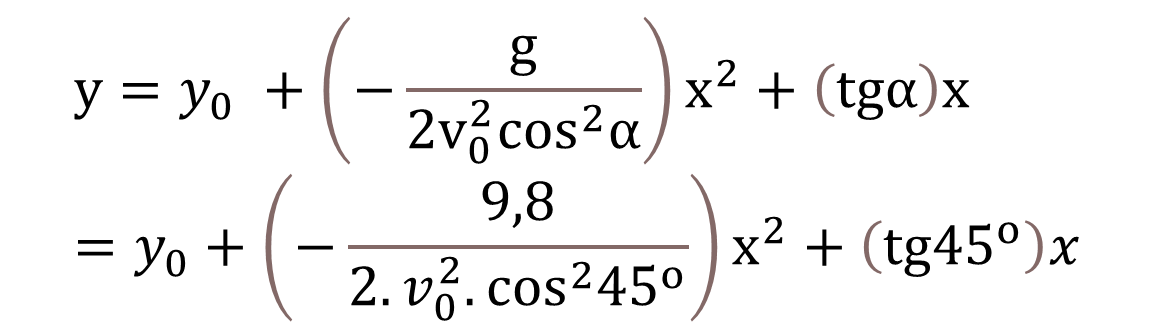 y = y₀ + (− g / 2v₀²cos²α) x² + (tgα)x
= y₀ + (− 9,8 / 2. v₀². cos²45º) x² + (tg45º)x